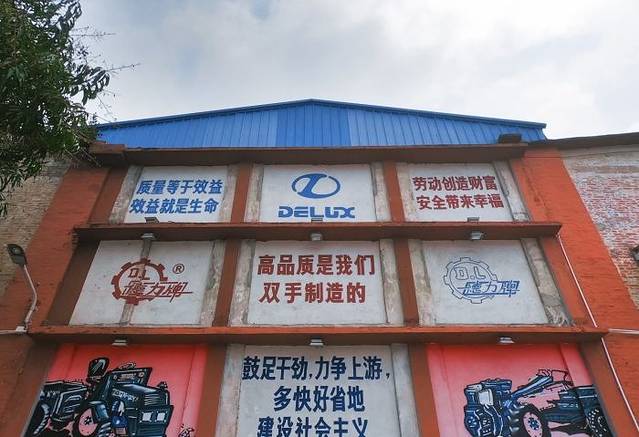 质量等于效益
效益就是生命
DELUX
劳动创造财富
安全带来幸福
D.L
德力牌
®
高品质是我们
双手制造的
D.L
德力牌
鼓足干劲,力争上游,
多快好省地
建设社会主义